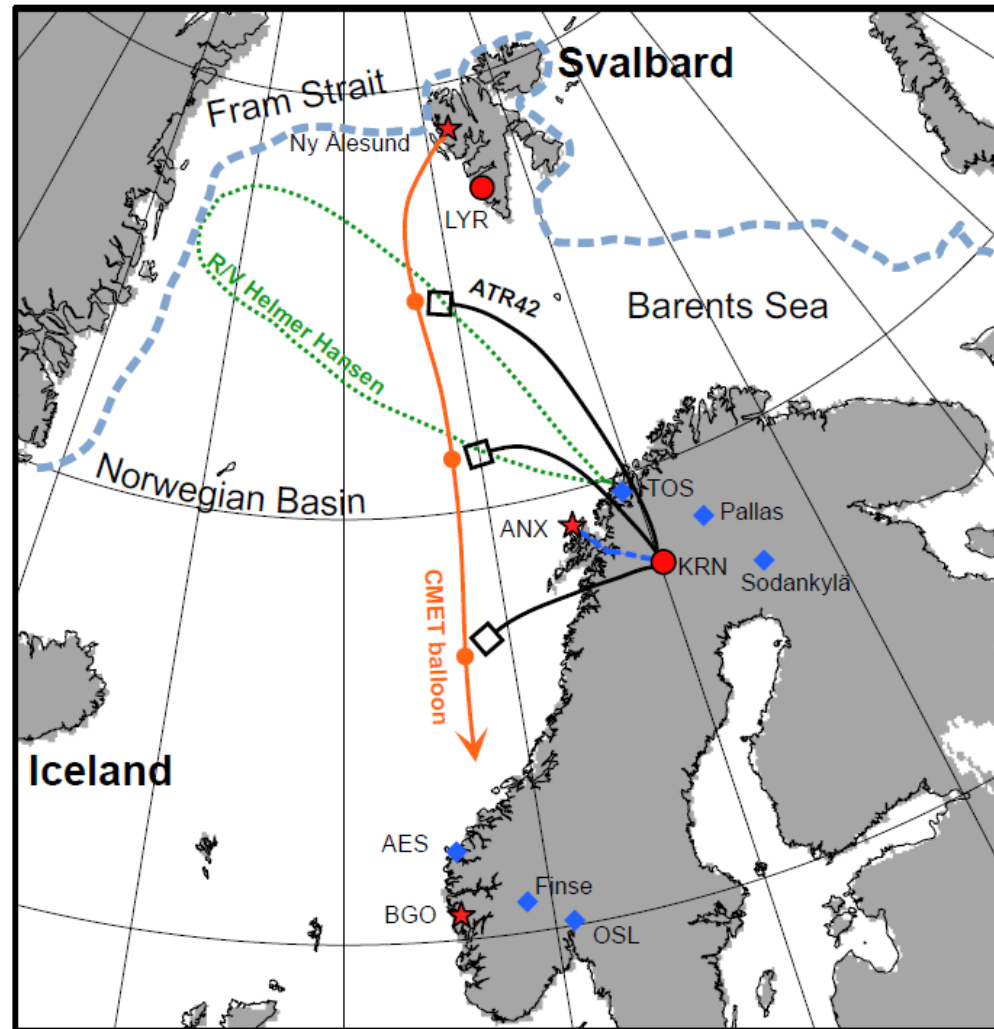 Svalbard
Fram Strait
Ny Ålesund
LYR
ATR42
Barents Sea
R/V Helmer Hansen
Norwegian Basin
TOS
Pallas
ANX
KRN
Sodankylä
CMET balloon
Iceland
AES
Finse
BGO
OSL